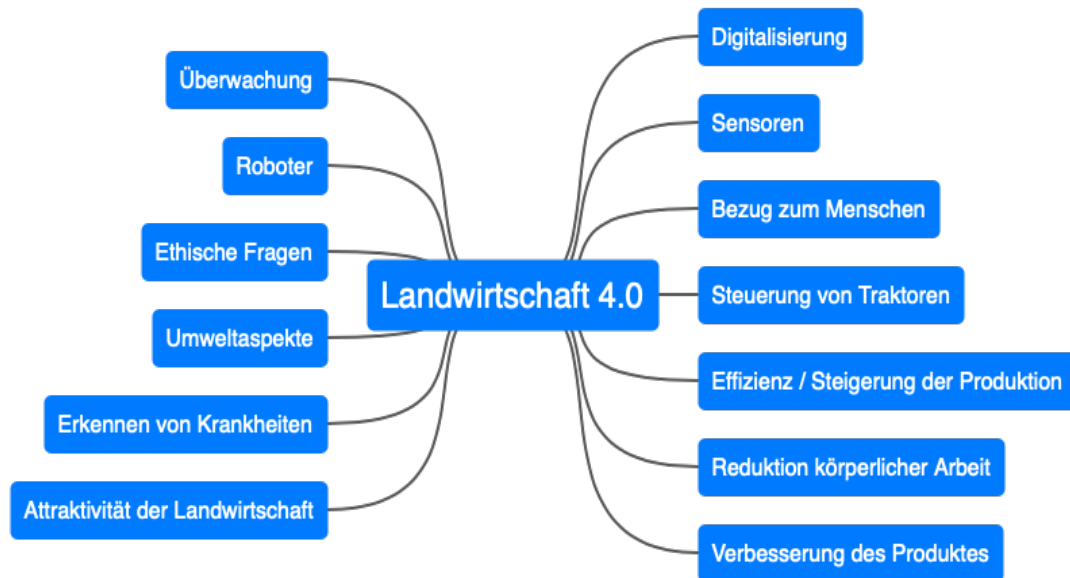 Überwachung
Roboter
Ethische Fragen
Umweltaspekte
Erkennen von Krankheiten
Attraktivität der Landwirtschaft
Landwirtschaft 4.0
Digitalisierung
Sensoren
Bezug zum Menschen
Steuerung von Traktoren
Effizienz / Steigerung der Produktion
Reduktion körperlicher Arbeit
Verbesserung des Produktes